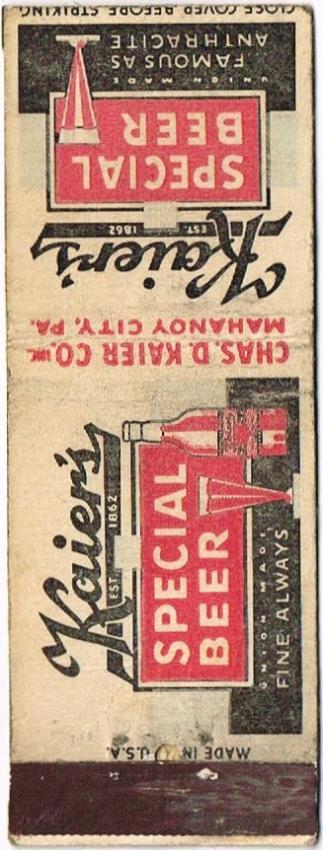 CLOSE COVER BEFORE STRIKING
Kaier's
EST. 1862
SPECIAL
BEER
UNION MADE
FAMOUS AS
ANTHRACITE
CHAS. D. KAIER CO. INC.
MAHANOY CITY, PA.
Kaier's
EST. 1862
SPECIAL
BEER
UNION MADE
FINE ALWAYS
MADE IN U.S.A.